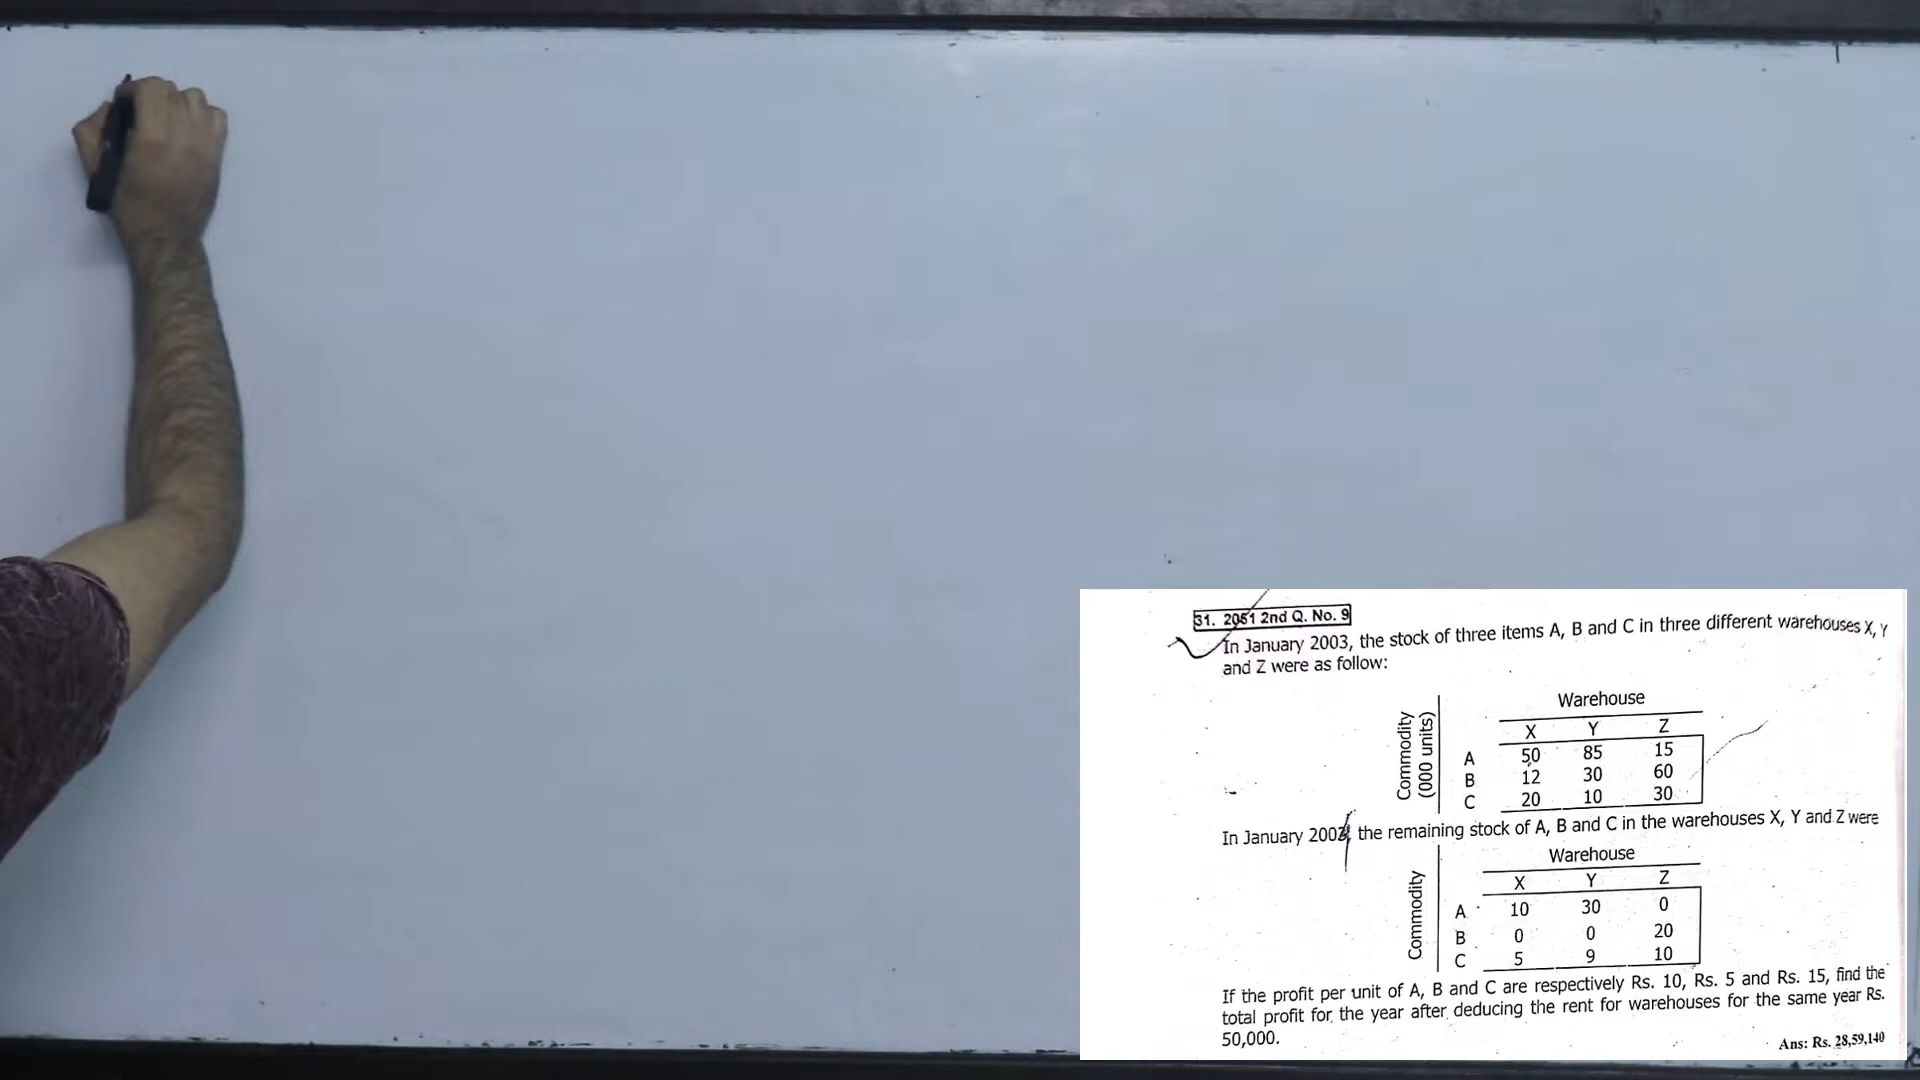 31. 2061 2nd Q. No. 9
In January 2003, the stock of three items A, B and C in three different warehouses X, Y
and Z were as follow:
Warehouse
Commodity
(000 units)
X Y Z
A 50 85 15
B 12 30 60
C 20 10 30
In January 2004, the remaining stock of A, B and C in the warehouses X, Y and Z were
Warehouse
Commodity
X Y Z
A 10 30 0
B 0 0 20
C 5 9 10
If the profit per unit of A, B and C are respectively Rs. 10, Rs. 5 and Rs. 15, find the
total profit for the year after deducing the rent for warehouses for the same year Rs.
50,000.
Ans: Rs. 28,59,140